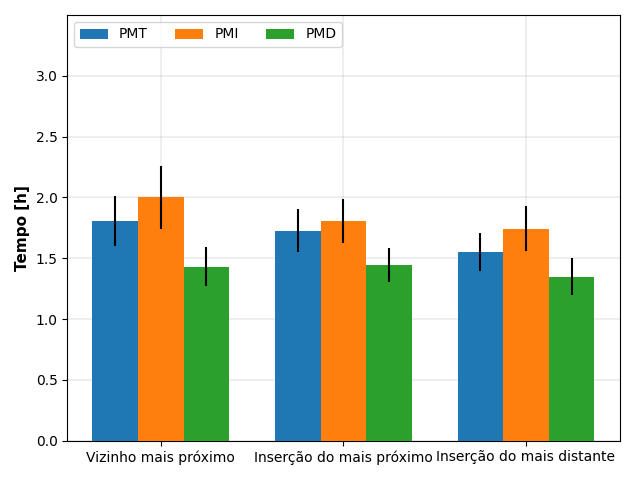 PMT PMI PMD
Tempo [h]
3.0
2.5
2.0
1.5
1.0
0.5
0.0
Vizinho mais próximo Inserção do mais próximo Inserção do mais distante